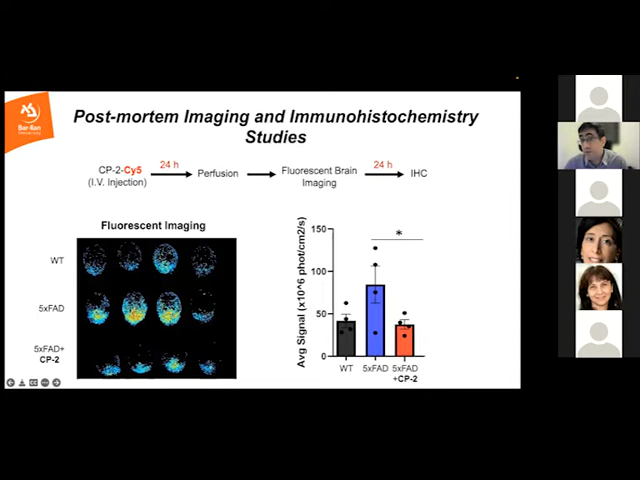 Bar-Ilan
University
Post-mortem Imaging and Immunohistochemistry
Studies
CP-2-Cy5
(I.V. Injection)
24 h
Perfusion
Fluorescent Brain
Imaging
24 h
IHC
Fluorescent Imaging
WT
5xFAD
5xFAD+
CP-2
Avg Signal (x10^6 phot/cm2/s)
150
100
50
0
*
WT
5xFAD
5xFAD
+CP-2